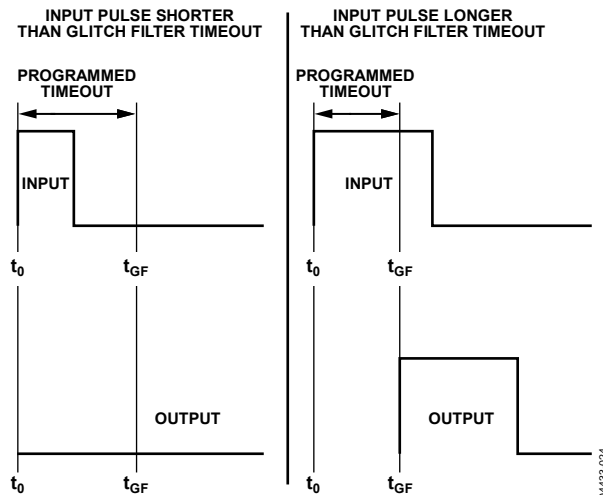 INPUT PULSE SHORTER
THAN GLITCH FILTER TIMEOUT
PROGRAMMED
TIMEOUT
INPUT
t0
tGF
OUTPUT
t0
tGF
INPUT PULSE LONGER
THAN GLITCH FILTER TIMEOUT
PROGRAMMED
TIMEOUT
INPUT
t0
tGF
OUTPUT
t0
tGF